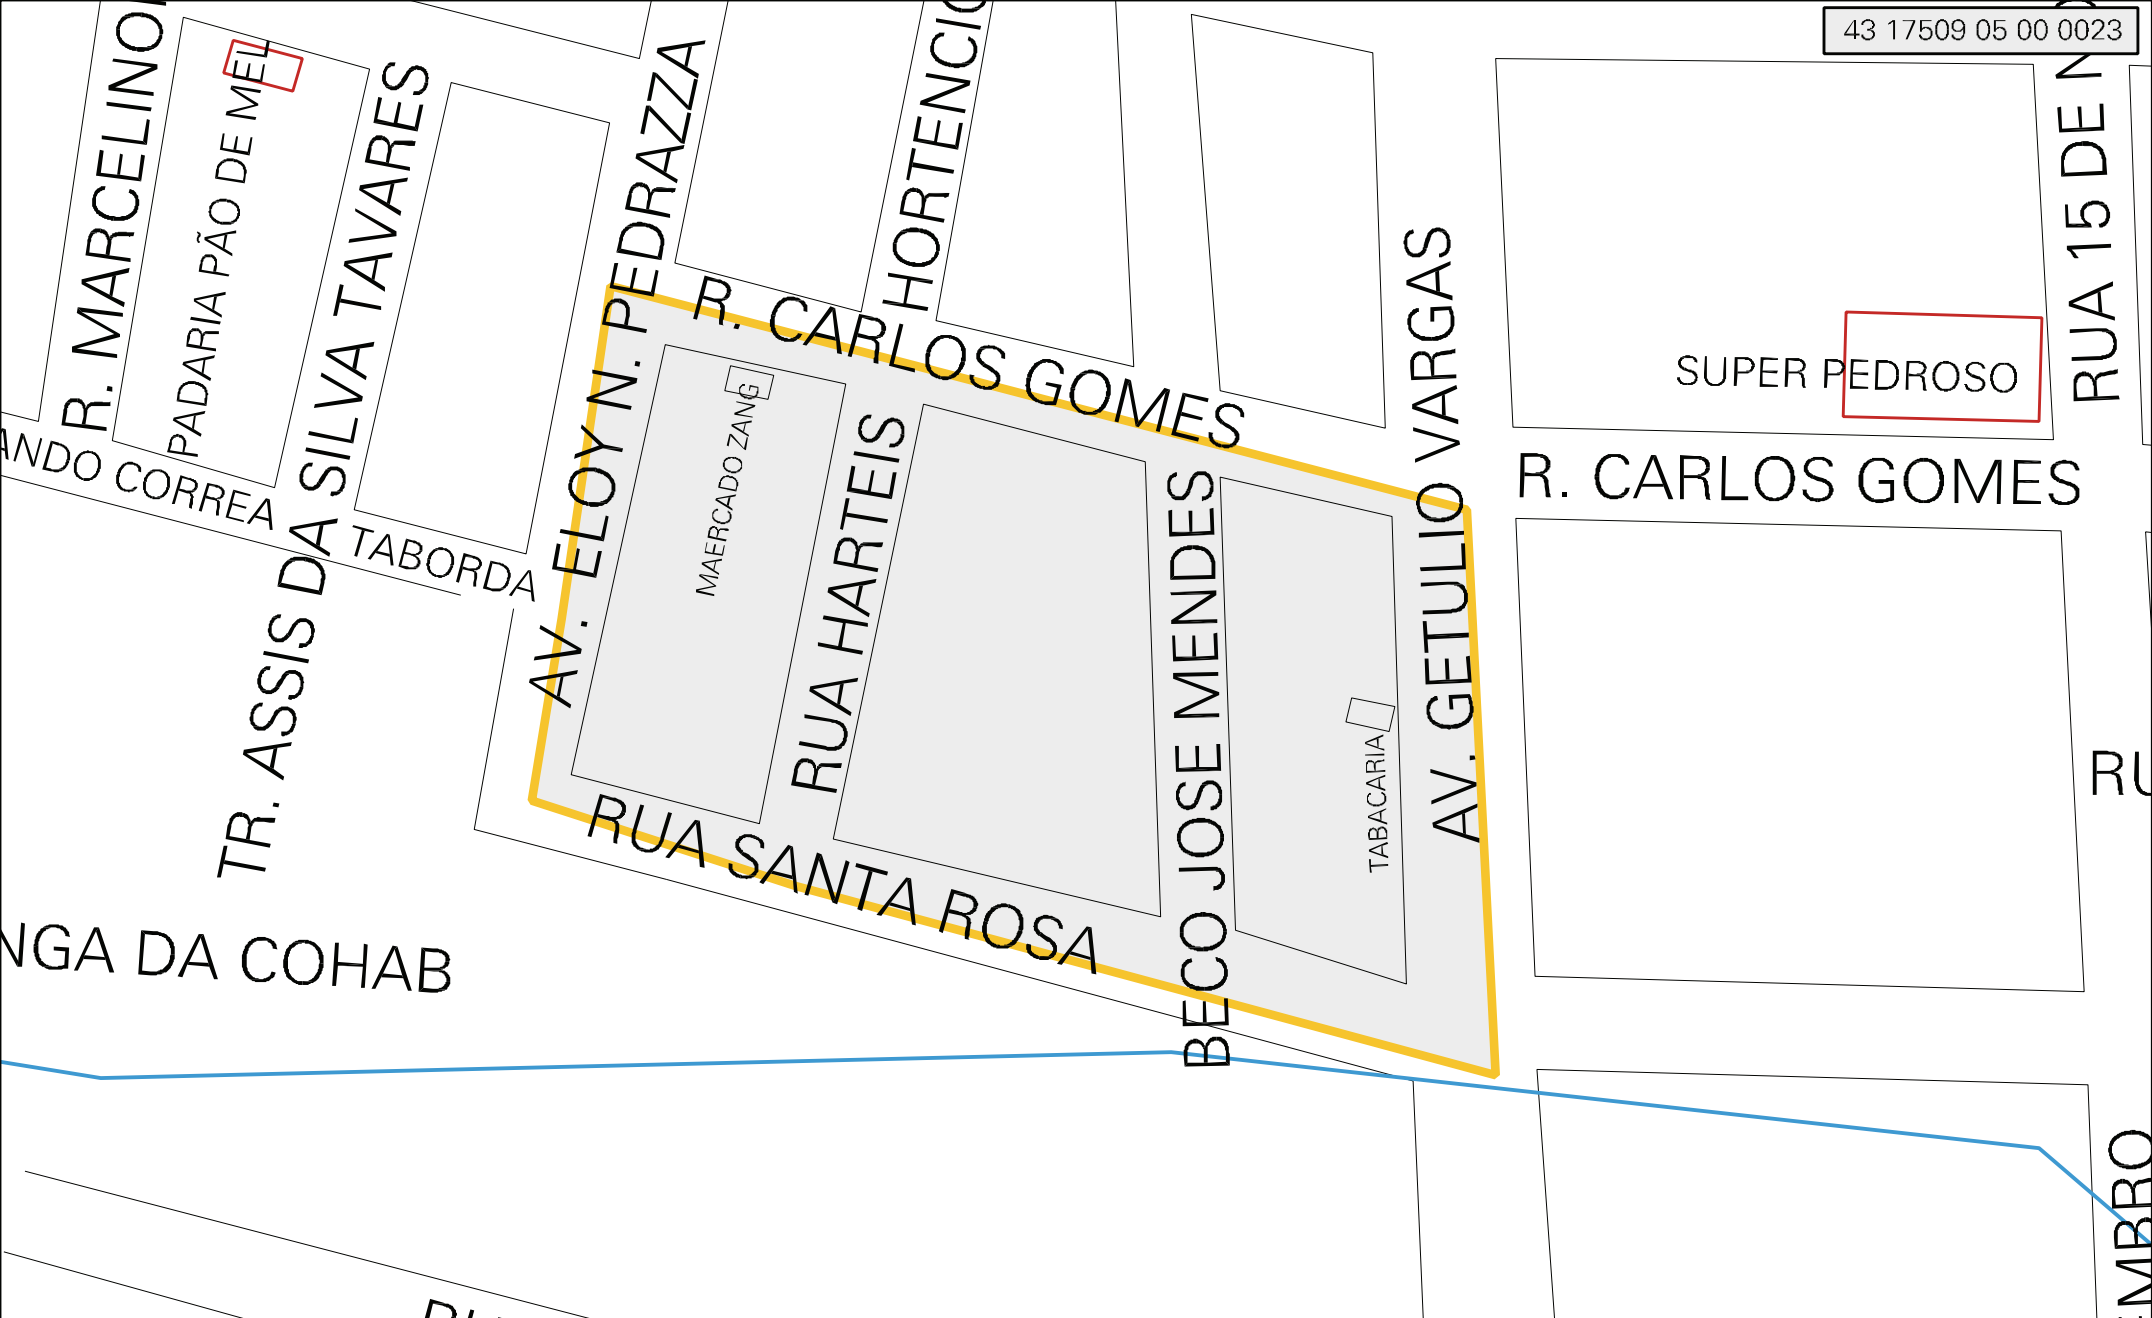 43 17509 05 00 0023
R. MARCELINO
PADARIA PÃO DE MEL
TR. ASSIS DA SILVA TAVARES
AV. ELOY N. PEDRAZZA
HORTENCIO
AV. GETULIO VARGAS
RUA 15 DE N
SUPER PEDROSO
R. CARLOS GOMES
R. CARLOS GOMES
ANDO CORREA TABORDA
MAERCADO ZANG
RUA HARTEIS
BECO JOSE MENDES
TABACARIA
RUA SANTA ROSA
NGA DA COHAB
RU
MBRO